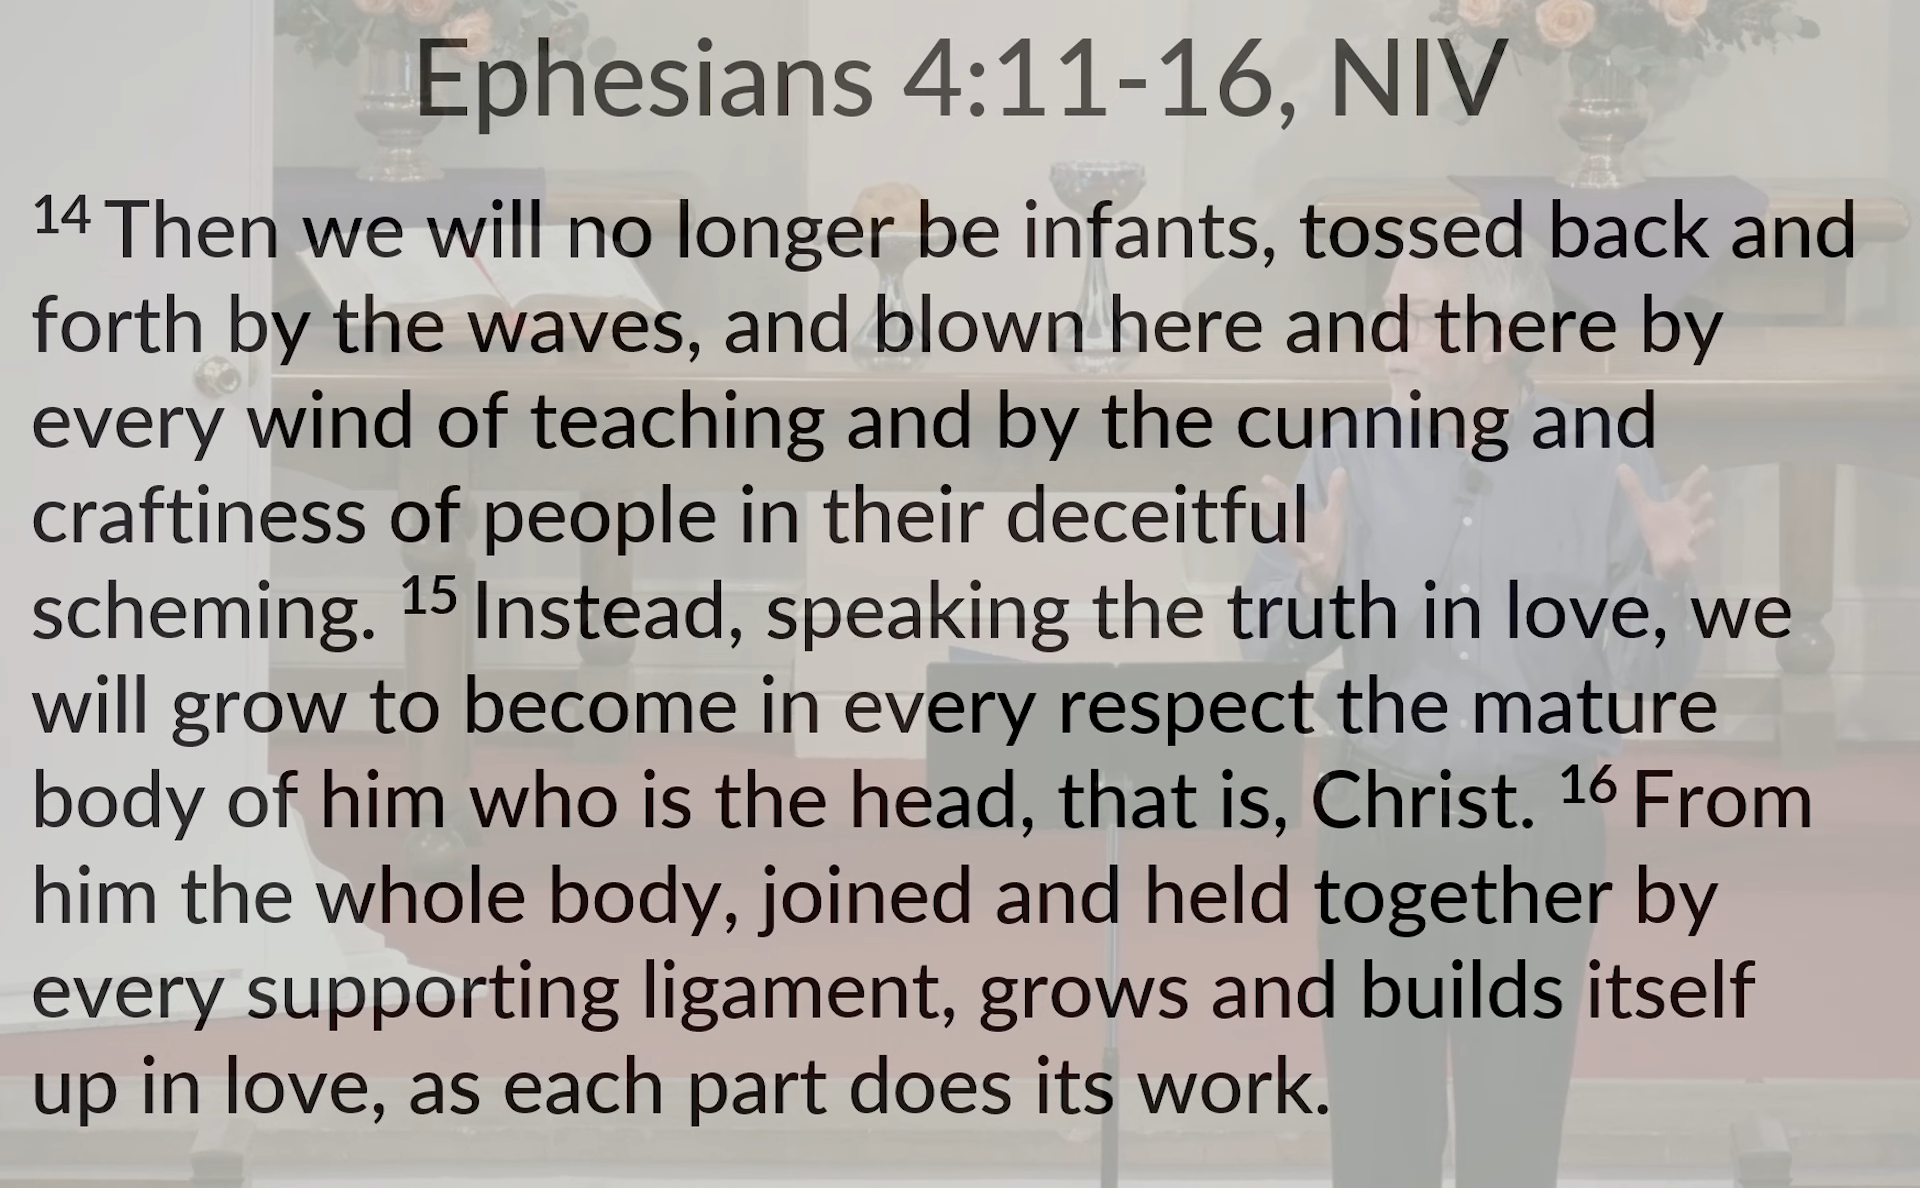 Ephesians 4:11-16, NIV
14 Then we will no longer be infants, tossed back and
forth by the waves, and blown here and there by
every wind of teaching and by the cunning and
craftiness of people in their deceitful
scheming. 15 Instead, speaking the truth in love, we
will grow to become in every respect the mature
body of him who is the head, that is, Christ. 16 From
him the whole body, joined and held together by
every supporting ligament, grows and builds itself
up in love, as each part does its work.